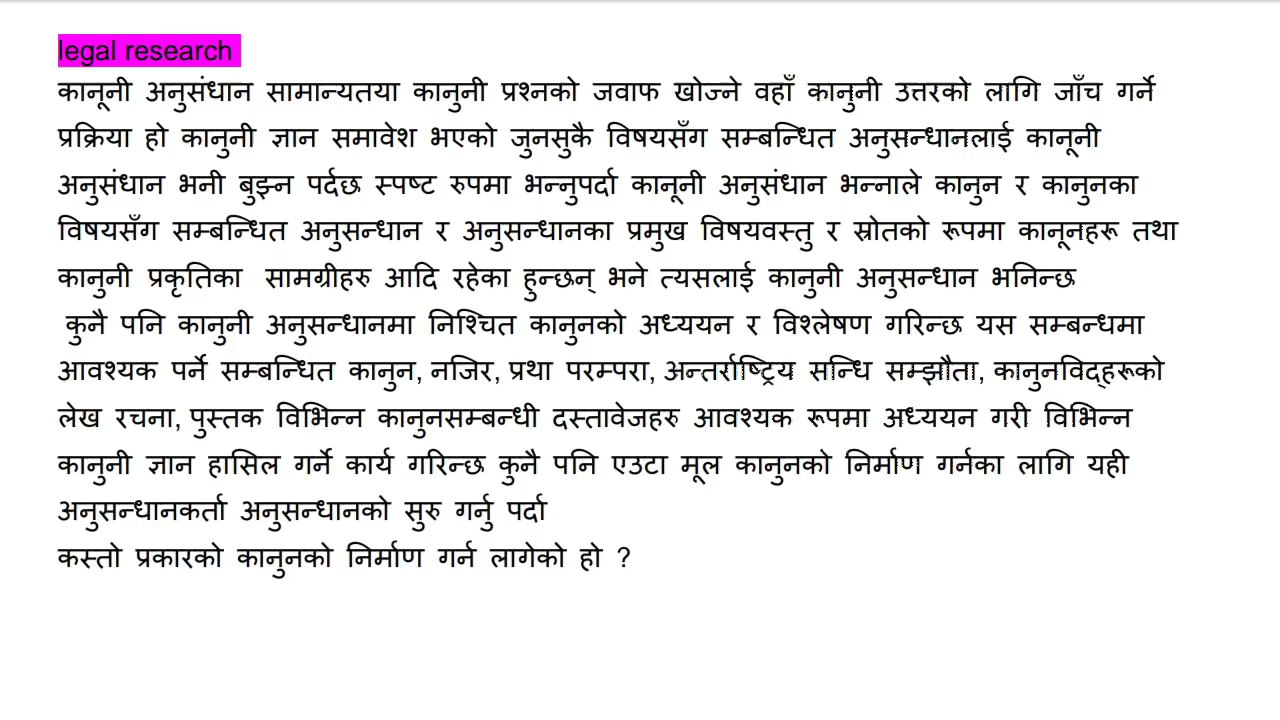 legal research
कानूनी अनुसंधान सामान्यतया कानुनी प्रश्नको जवाफ खोज्ने वहाँ कानुनी उत्तरको लागि जाँच गर्ने
प्रक्रिया हो कानुनी ज्ञान समावेश भएको जुनसुकै विषयसँग सम्बन्धित अनुसन्धानलाई कानूनी
अनुसंधान भनी बुझ्न पर्दछ स्पष्ट रुपमा भन्नुपर्दा कानूनी अनुसंधान भन्नाले कानुन र कानुनका
विषयसँग सम्बन्धित अनुसन्धान र अनुसन्धानका प्रमुख विषयवस्तु र स्रोतको रूपमा कानूनहरू तथा
कानुनी प्रकृतिका सामग्रीहरु आदि रहेका हुन्छन् भने त्यसलाई कानुनी अनुसन्धान भनिन्छ
कुनै पनि कानुनी अनुसन्धानमा निश्चित कानुनको अध्ययन र विश्लेषण गरिन्छ यस सम्बन्धमा
आवश्यक पर्ने सम्बन्धित कानुन, नजिर, प्रथा परम्परा, अन्तर्राष्ट्रिय सन्धि सम्झौता, कानुनविद्हरूको
लेख रचना, पुस्तक विभिन्न कानुनसम्बन्धी दस्तावेजहरु आवश्यक रूपमा अध्ययन गरी विभिन्न
कानुनी ज्ञान हासिल गर्ने कार्य गरिन्छ कुनै पनि एउटा मूल कानुनको निर्माण गर्नका लागि यही
अनुसन्धानकर्ता अनुसन्धानको सुरु गर्नु पर्दा
कस्तो प्रकारको कानुनको निर्माण गर्न लागेको हो ?